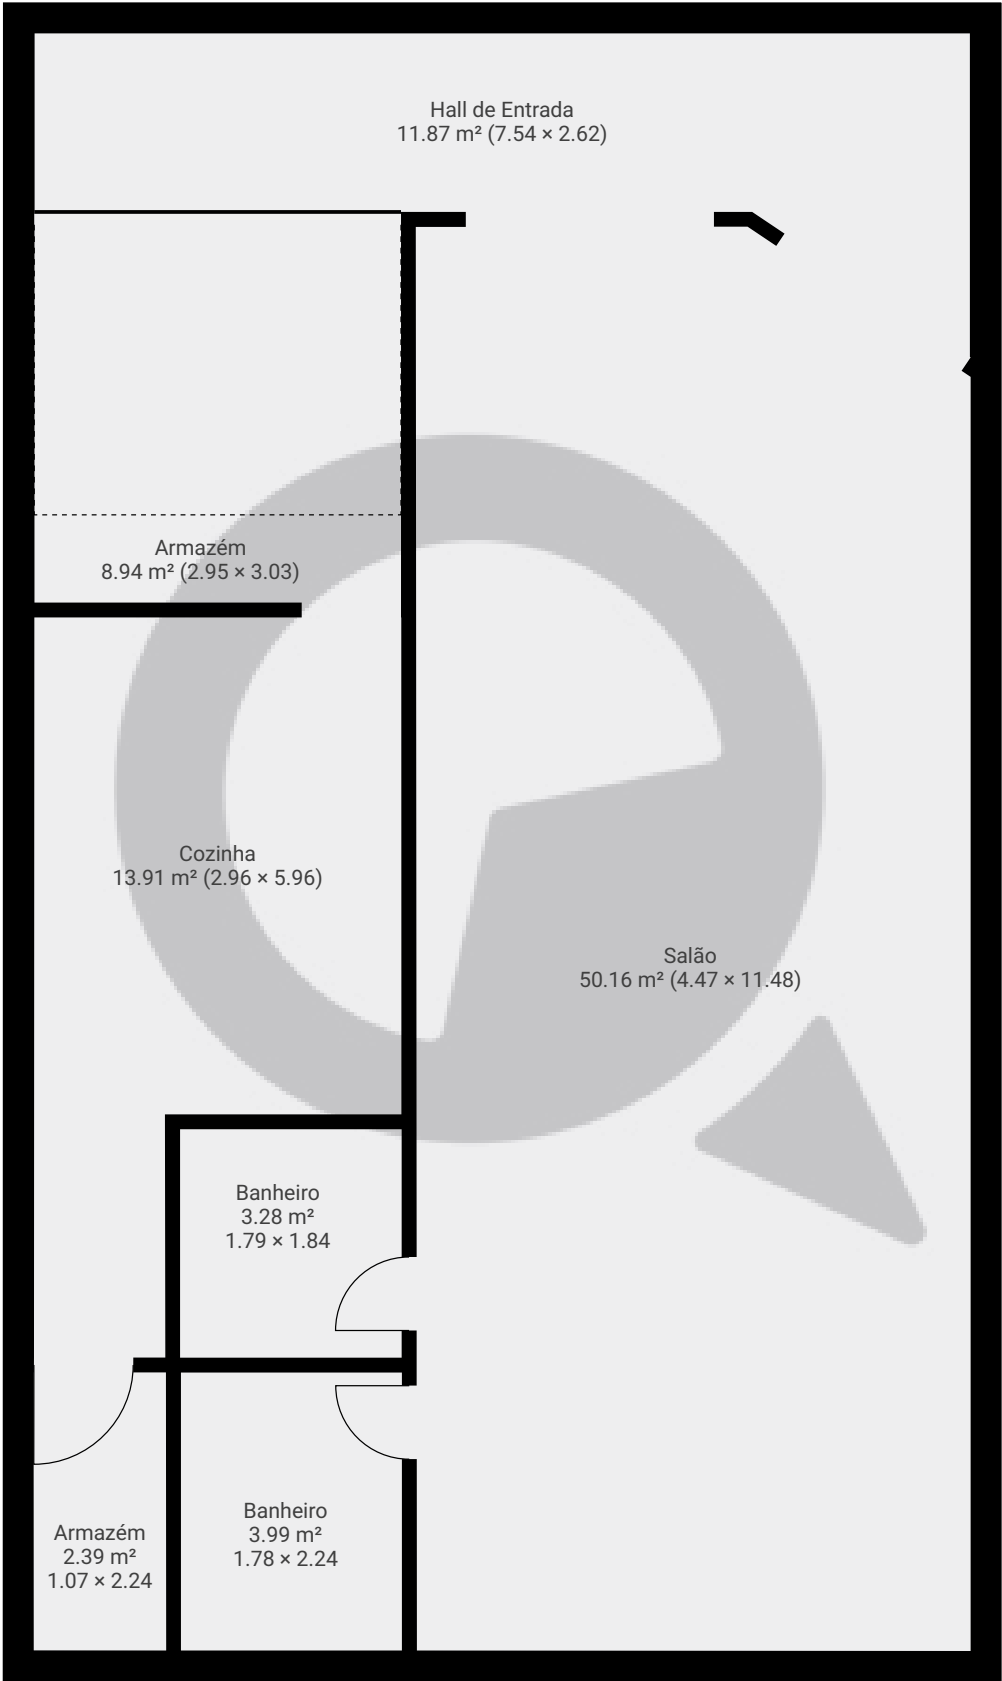 Hall de Entrada
11.87 m² (7.54 × 2.62)
Armazém
8.94 m² (2.95 × 3.03)
Cozinha
13.91 m² (2.96 × 5.96)
Salão
50.16 m² (4.47 × 11.48)
Banheiro
3.28 m²
1.79 × 1.84
Banheiro
3.99 m²
1.78 × 2.24
Armazém
2.39 m²
1.07 × 2.24